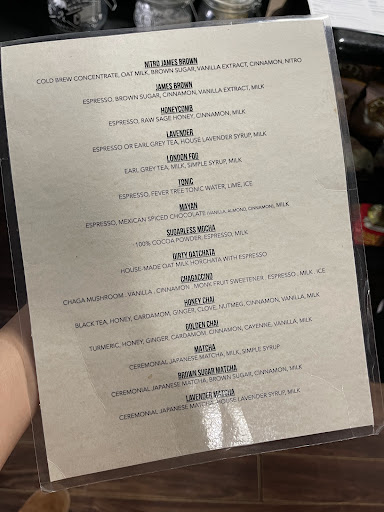 NITRO JAMES BROWN
COLD BREW CONCENTRATE, OAT MILK, BROWN SUGAR, VANILLA EXTRACT, CINNAMON, NITRO
JAMES BROWN
ESPRESSO, BROWN SUGAR, CINNAMON, VANILLA EXTRACT, MILK
HONEYCOMB
ESPRESSO, RAW SAGE HONEY, CINNAMON, MILK
LAVENDER
ESPRESSO OR EARL GREY TEA, HOUSE LAVENDER SYRUP, MILK
LONDON FOG
EARL GREY TEA, MILK, SIMPLE SYRUP, MILK
TONIC
ESPRESSO, FEVER TREE TONIC WATER, LIME, ICE
MAYAN
ESPRESSO, MEXICAN SPICED CHOCOLATE (VANILLA, ALMOND, CINNAMON), MILK
SUGARLESS MOCHA
100% COCOA POWDER, ESPRESSO, MILK
DIRTY OATCHATA
HOUSE-MADE OAT MILK HORCHATA WITH ESPRESSO
CHAGACCINO
CHAGA MUSHROOM . VANILLA . CINNAMON . MONK FRUIT SWEETENER . ESPRESSO . MILK . ICE
HONEY CHAI
BLACK TEA, HONEY, CARDAMOM, GINGER, CLOVE, NUTMEG, CINNAMON, VANILLA, MILK
GOLDEN CHAI
TURMERIC, HONEY, GINGER, CARDAMOM, CINNAMON, CAYENNE, VANILLA, MILK
MATCHA
CEREMONIAL JAPANESE MATCHA, MILK, SIMPLE SYRUP
BROWN SUGAR MATCHA
CEREMONIAL JAPANESE MATCHA, BROWN SUGAR, CINNAMON, MILK
LAVENDER MATCHA
CEREMONIAL JAPANESE MATCHA, HOUSE LAVENDER SYRUP, MILK